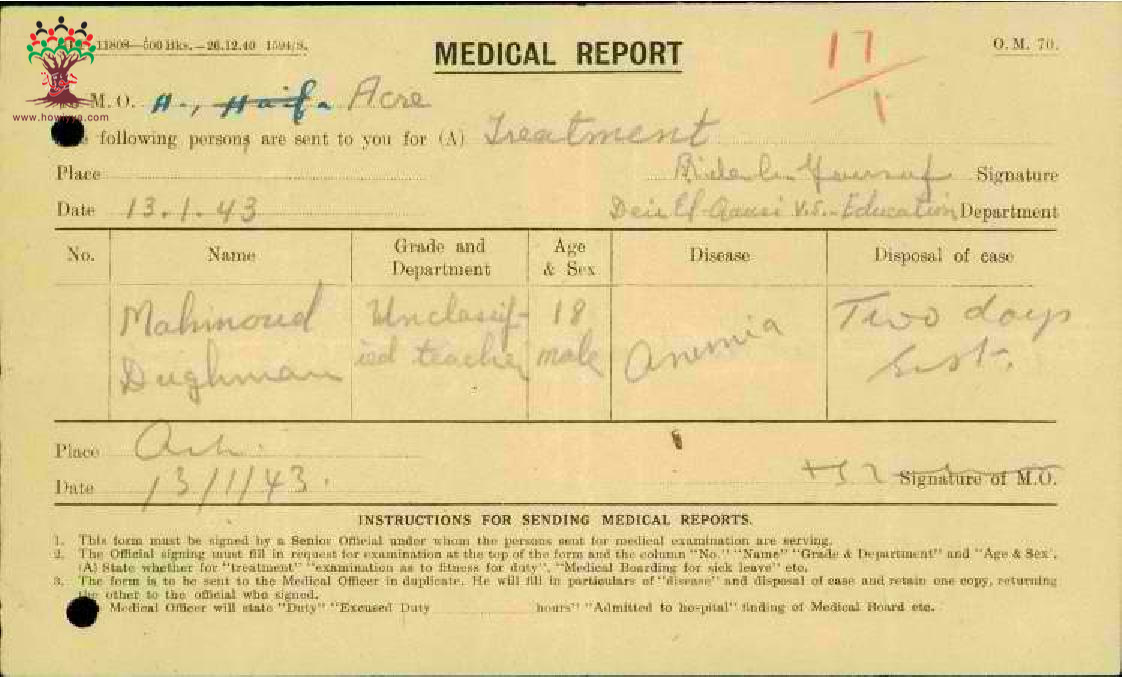 11808—500 Bks.—26.12.40 1594/S.
MEDICAL REPORT
17/1
O. M. 70.
M. O. A., Haifa Acre
www.howiyya.com
following persons are sent to you for (A) Treatment
Place Signature
Date 13.1.43 Deir El-Qassi V.S.-Education Department
No. Name Grade and Department Age & Sex Disease Disposal of case
Mahmoud Unclassif- 18 Anemia Two days
Dughman ied teacher male rest.
Place
Date 13/1/43. Signature of M.O.
INSTRUCTIONS FOR SENDING MEDICAL REPORTS.
1. This form must be signed by a Senior Official under whom the persons sent for medical examination are serving.
2. The Official signing must fill in request for examination at the top of the form and the column "No." "Name" "Grade & Department" and "Age & Sex".
(A) State whether for "treatment" "examination as to fitness for duty", "Medical Boarding for sick leave" etc.
3. The form is to be sent to the Medical Officer in duplicate. He will fill in particulars of "disease" and disposal of case and retain one copy, returning
the other to the official who signed.
Medical Officer will state "Duty" "Excused Duty hours" "Admitted to hospital" finding of Medical Board etc.